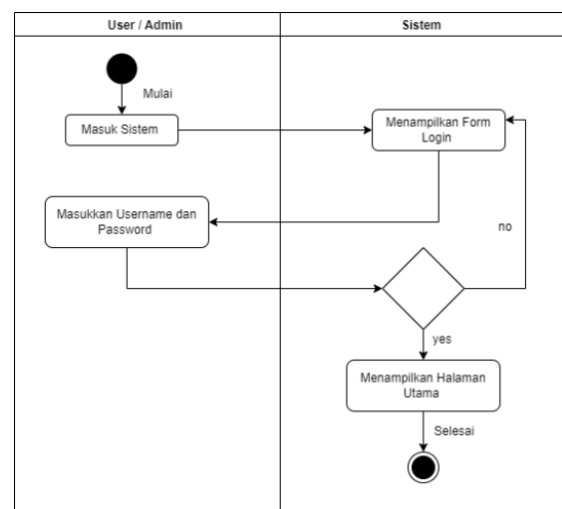 User / Admin
Sistem
Mulai
Masuk Sistem
Menampilkan Form
Login
Masukkan Username dan
Password
no
yes
Menampilkan Halaman
Utama
Selesai